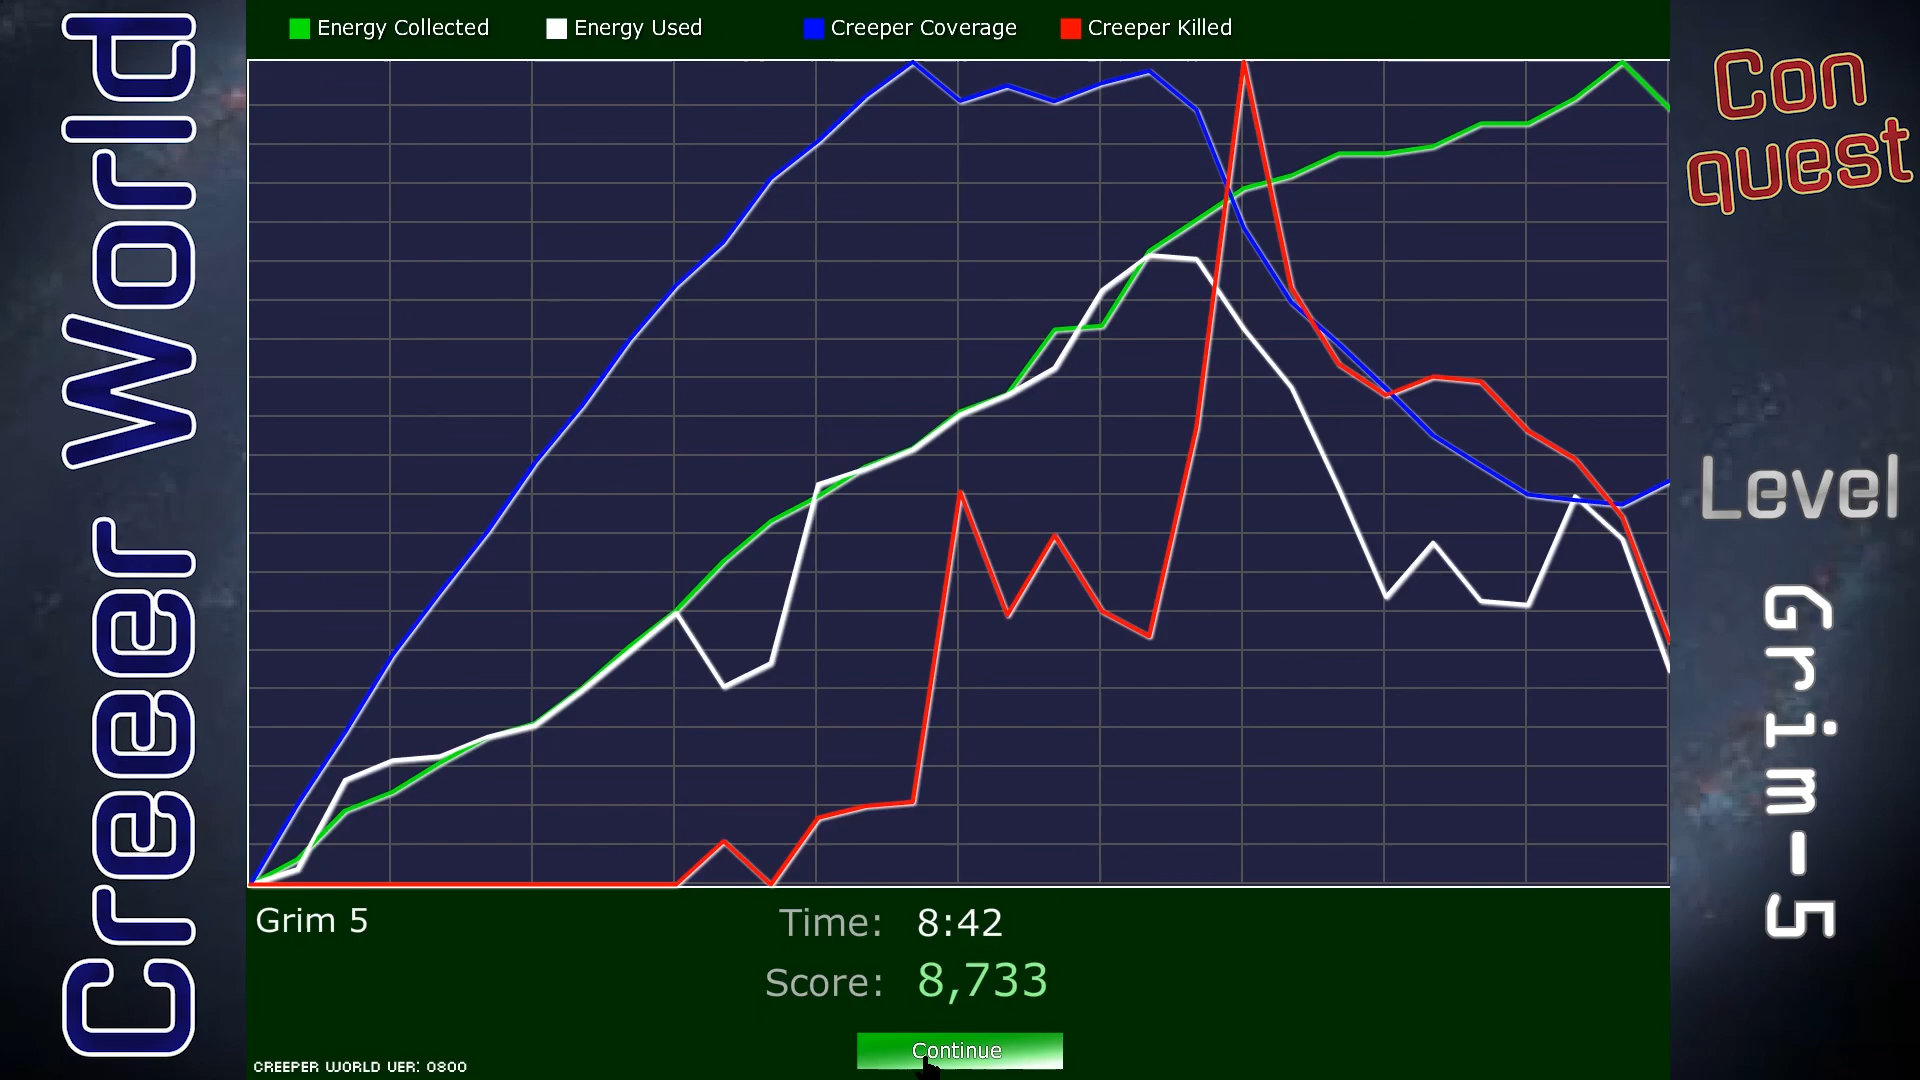 Creeper World
Energy Collected
Energy Used
Creeper Coverage
Creeper Killed
Con
quest
Level
Grim-5
Grim 5
Time: 8:42
Score: 8,733
Continue
CREEPER WORLD VER: 0800